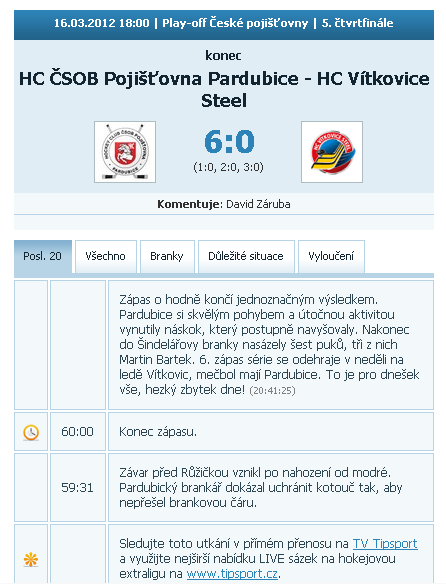 16.03.2012 18:00 | Play-off České pojišťovny | 5. čtvrtfinále
konec
HC ČSOB Pojišťovna Pardubice - HC Vítkovice
Steel
6:0
(1:0, 2:0, 3:0)
Komentuje: David Záruba
Posl. 20 Všechno Branky Důležité situace Vyloučení
Zápas o hodně končí jednoznačným výsledkem.
Pardubice si skvělým pohybem a útočnou aktivitou
vynutily náskok, který postupně navyšovaly. Nakonec
do Šindelářovy branky nasázely šest puků, tři z nich
Martin Bartek. 6. zápas série se odehraje v neděli na
ledě Vítkovic, mečbol mají Pardubice. To je pro dnešek
vše, hezký zbytek dne! (20:41:25)
60:00 Konec zápasu.
Závar před Růžičkou vznikl po nahození od modré.
59:31 Pardubický brankář dokázal uchránit kotouč tak, aby
nepřešel brankovou čáru.
Sledujte toto utkání v přímém přenosu na TV Tipsport
a využijte nejširší nabídku LIVE sázek na hokejovou
extraligu na www.tipsport.cz.